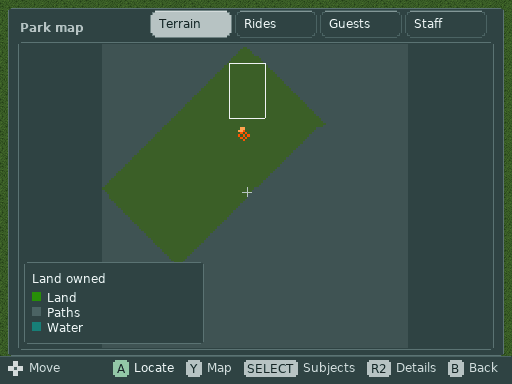 Park map
Terrain
Rides
Guests
Staff
Land owned
Land
Paths
Water
Move
A Locate
Y Map
SELECT Subjects
R2 Details
B Back